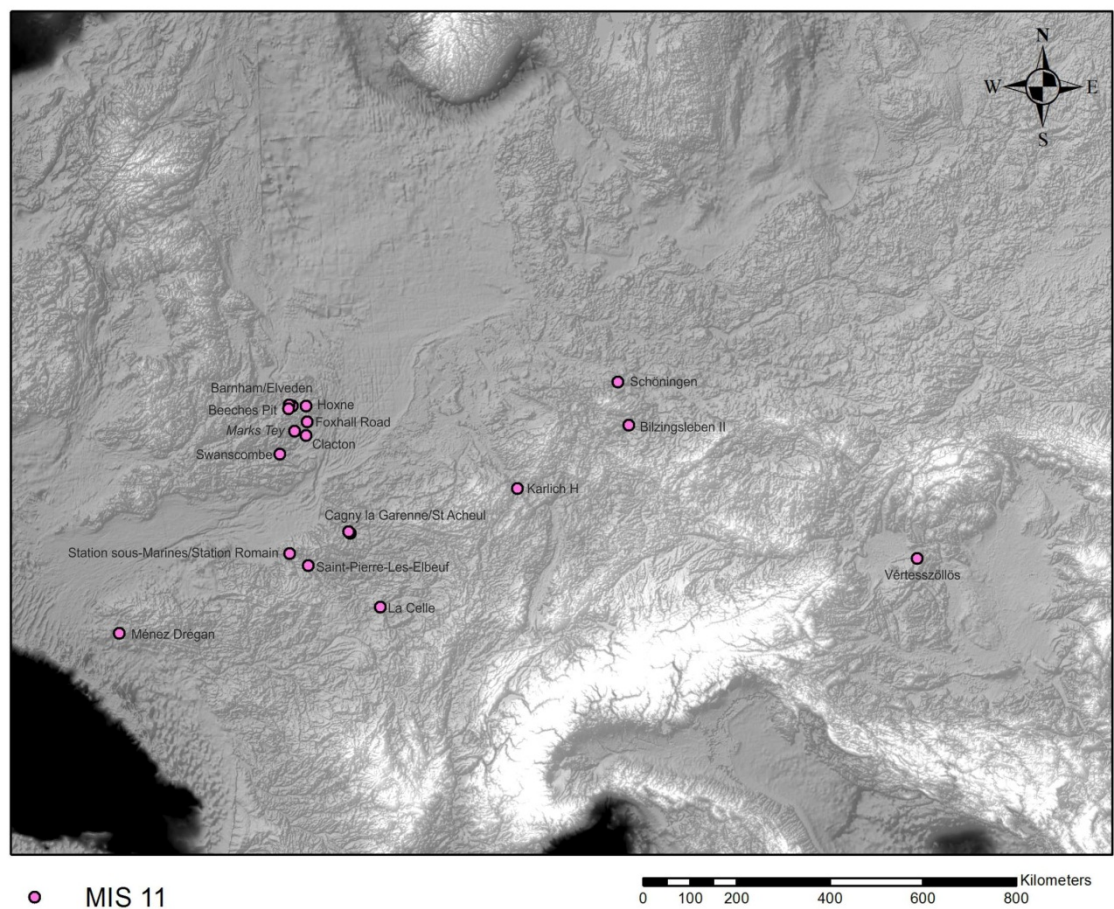 N
W E
S
Schöningen
Barnham/Elveden
Hoxne
Beeches Pit
Foxhall Road
Bilzingsleben II
Marks Tey
Clacton
Swanscombe
Karlich H
Cagny la Garenne/St Acheul
Station sous-Marines/Station Romain
Saint-Pierre-Les-Elbeuf
Vértesszöllös
La Celle
Ménez Drégan
MIS 11
Kilometers
0 100 200 400 600 800